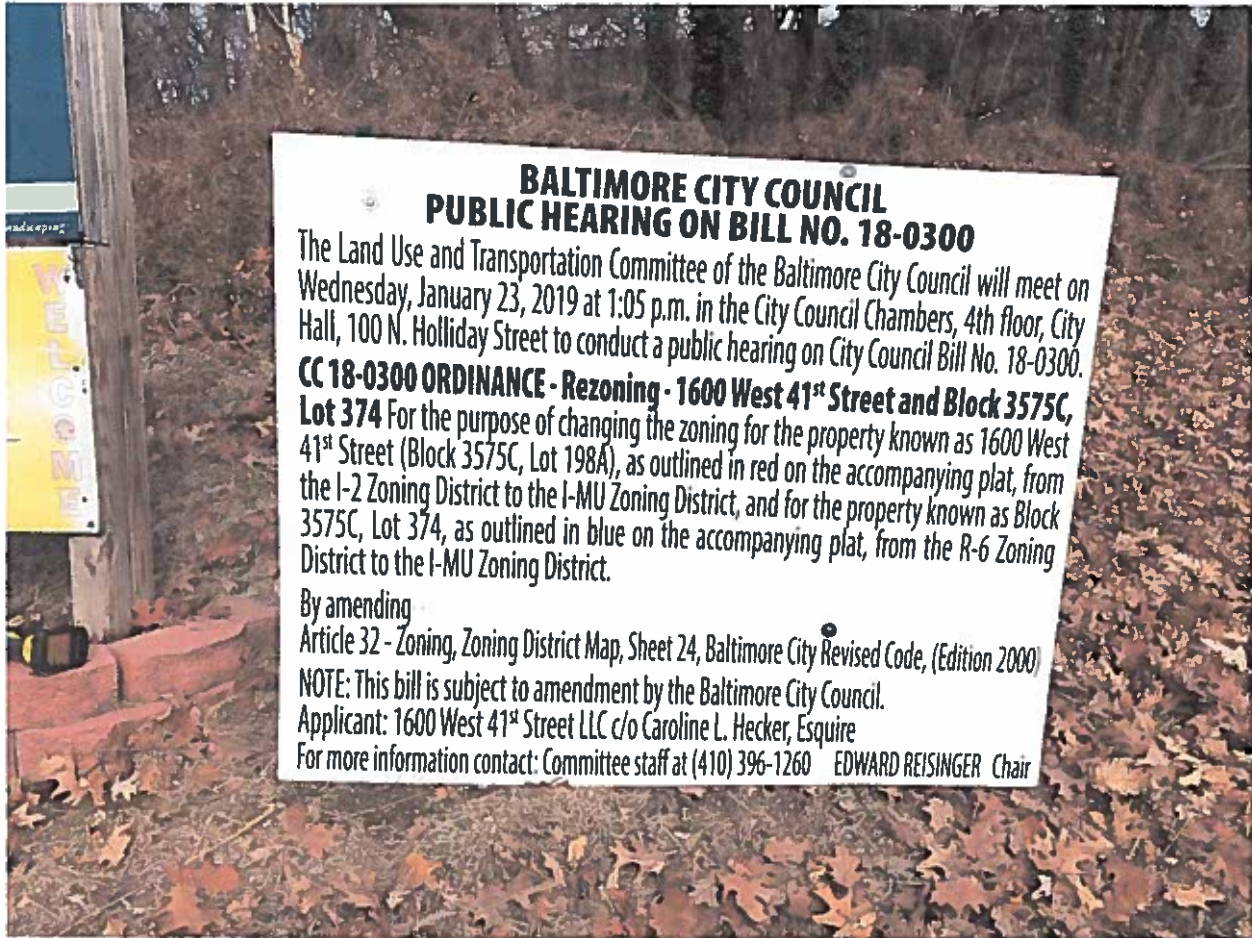 andscaping
WELCOME
BALTIMORE CITY COUNCIL
PUBLIC HEARING ON BILL NO. 18-0300
The Land Use and Transportation Committee of the Baltimore City Council will meet on
Wednesday, January 23, 2019 at 1:05 p.m. in the City Council Chambers, 4th floor, City
Hall, 100 N. Holliday Street to conduct a public hearing on City Council Bill No. 18-0300.
CC 18-0300 ORDINANCE - Rezoning - 1600 West 41st Street and Block 3575C,
Lot 374 For the purpose of changing the zoning for the property known as 1600 West
41st Street (Block 3575C, Lot 198A), as outlined in red on the accompanying plat, from
the I-2 Zoning District to the I-MU Zoning District, and for the property known as Block
3575C, Lot 374, as outlined in blue on the accompanying plat, from the R-6 Zoning
District to the I-MU Zoning District.
By amending
Article 32 - Zoning, Zoning District Map, Sheet 24, Baltimore City Revised Code, (Edition 2000)
NOTE: This bill is subject to amendment by the Baltimore City Council.
Applicant: 1600 West 41st Street LLC c/o Caroline L. Hecker, Esquire
For more information contact: Committee staff at (410) 396-1260 EDWARD REISINGER Chair